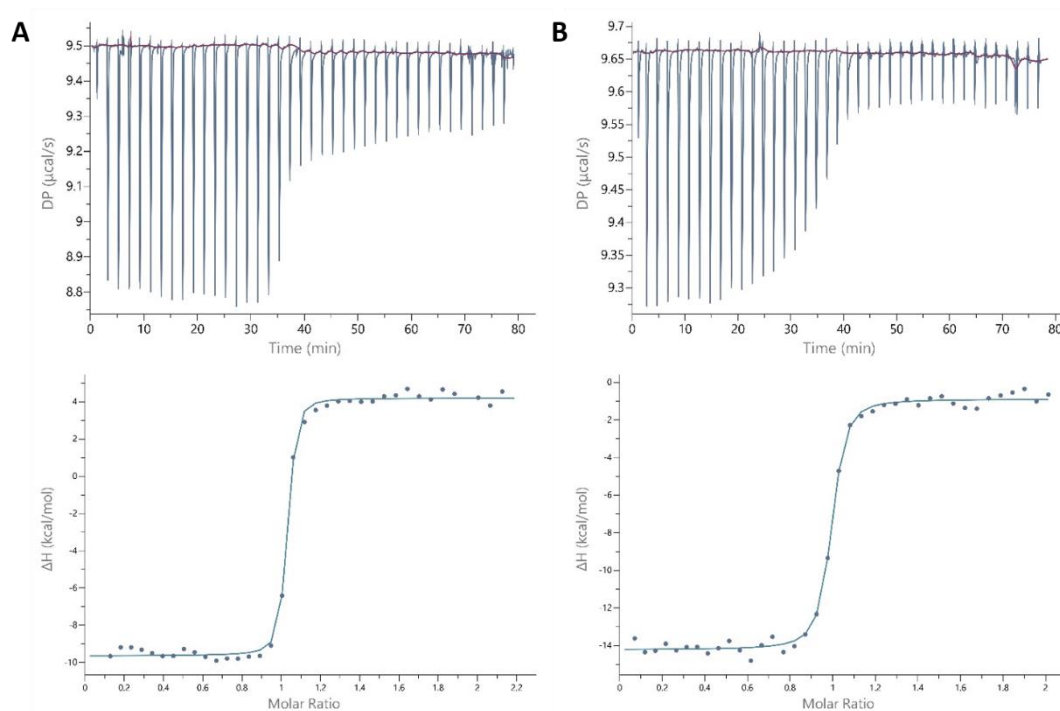 A
DP (μcal/s)
9.5
9.4
9.3
9.2
9.1
9
8.9
8.8
0 10 20 30 40 50 60 70 80
Time (min)
B
DP (μcal/s)
9.7
9.65
9.6
9.55
9.5
9.45
9.4
9.35
9.3
0 10 20 30 40 50 60 70 80
Time (min)
ΔH (kcal/mol)
4
2
0
-2
-4
-6
-8
-10
0 0.2 0.4 0.6 0.8 1 1.2 1.4 1.6 1.8 2 2.2
Molar Ratio
ΔH (kcal/mol)
0
-2
-4
-6
-8
-10
-12
-14
0 0.2 0.4 0.6 0.8 1 1.2 1.4 1.6 1.8 2
Molar Ratio